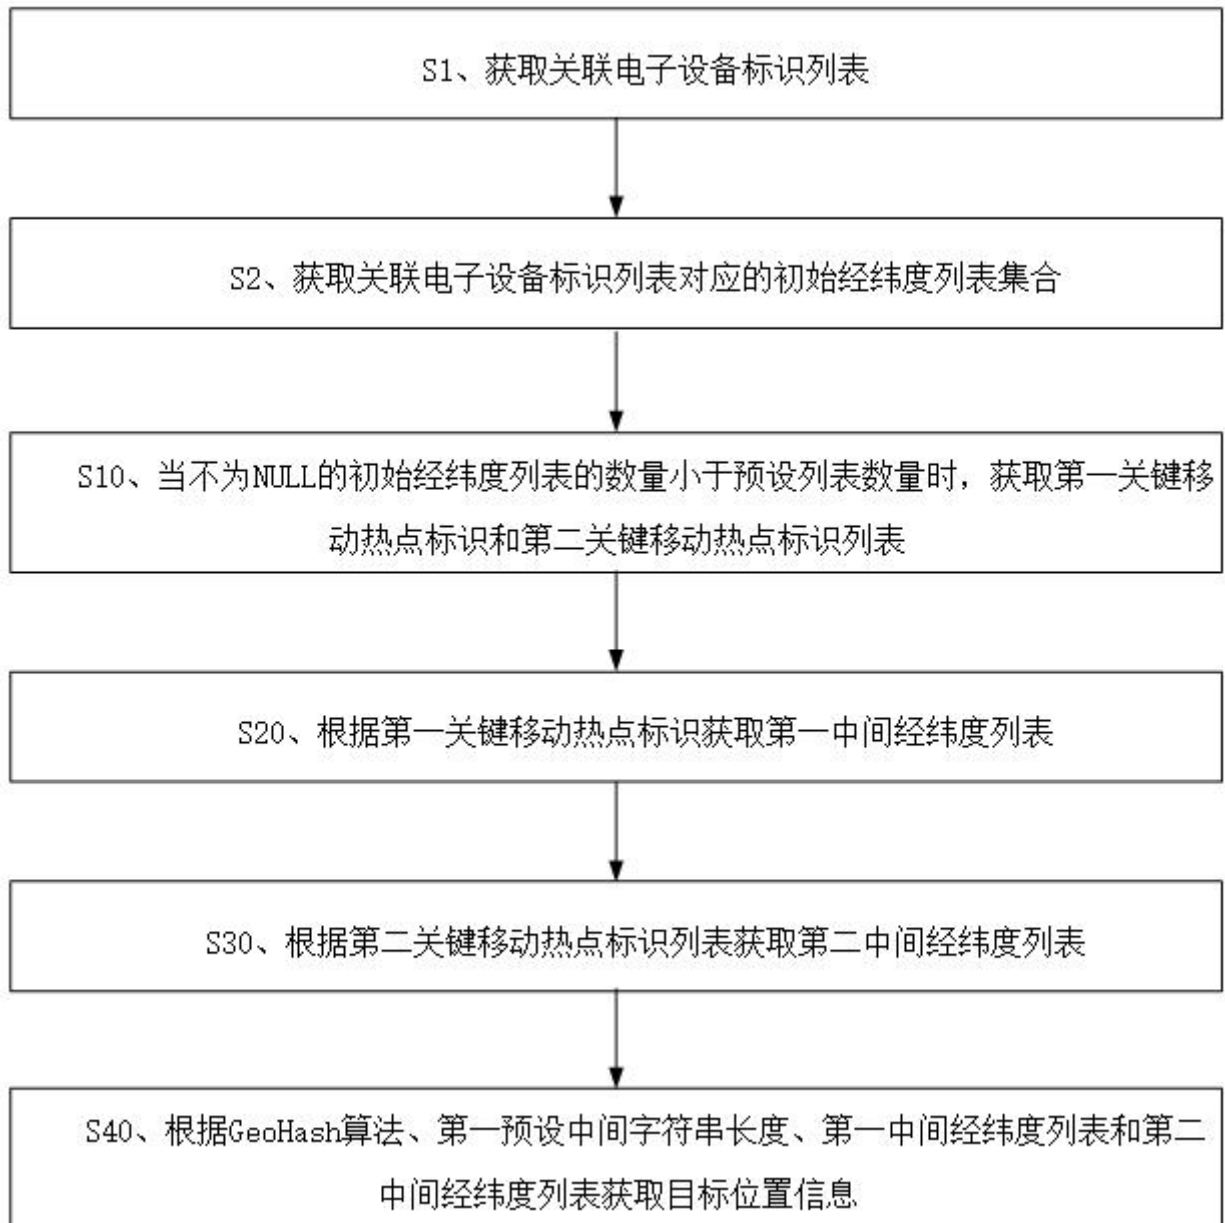 S1、获取关联电子设备标识列表
S2、获取关联电子设备标识列表对应的初始经纬度列表集合
S10、当不为NULL的初始经纬度列表的数量小于预设列表数量时，获取第一关键移
动热点标识和第二关键移动热点标识列表
S20、根据第一关键移动热点标识获取第一中间经纬度列表
S30、根据第二关键移动热点标识列表获取第二中间经纬度列表
S40、根据GeoHash算法、第一预设中间字符串长度、第一中间经纬度列表和第二
中间经纬度列表获取目标位置信息